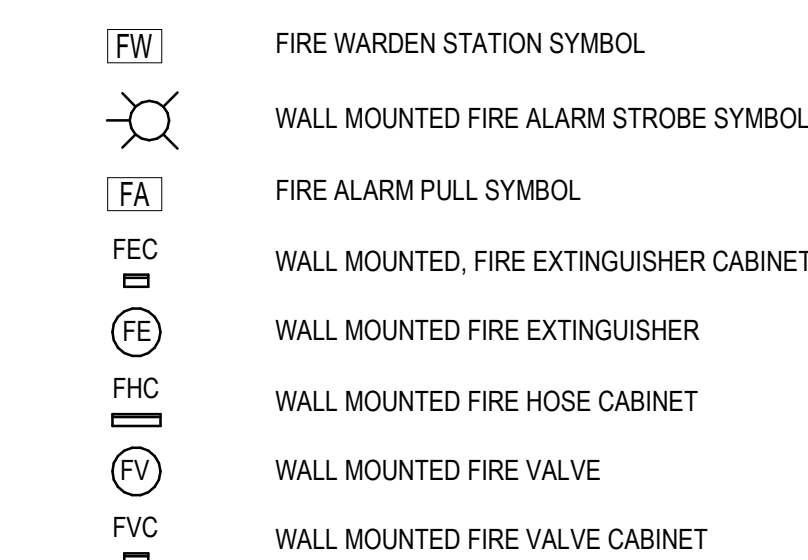 FW FIRE WARDEN STATION SYMBOL
WALL MOUNTED FIRE ALARM STROBE SYMBOL
FA FIRE ALARM PULL SYMBOL
FEC WALL MOUNTED, FIRE EXTINGUISHER CABINET
FE WALL MOUNTED FIRE EXTINGUISHER
FHC WALL MOUNTED FIRE HOSE CABINET
FV WALL MOUNTED FIRE VALVE
FVC WALL MOUNTED FIRE VALVE CABINET